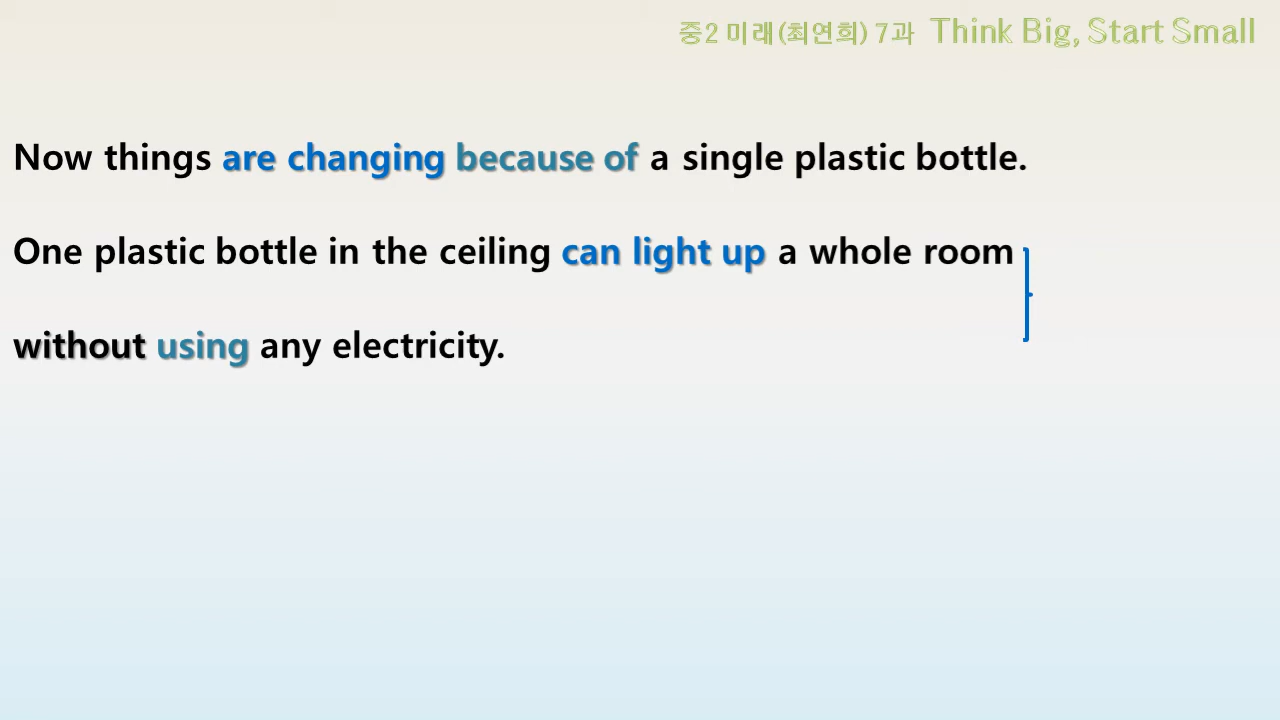 중2 미래(최연희) 7과 Think Big, Start Small
Now things are changing because of a single plastic bottle.
One plastic bottle in the ceiling can light up a whole room
without using any electricity.